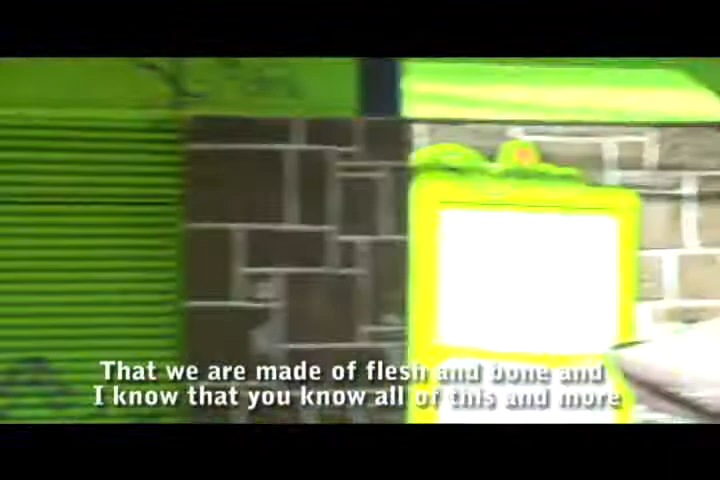 That we are made of flesh and bone and
I know that you know all of this and more